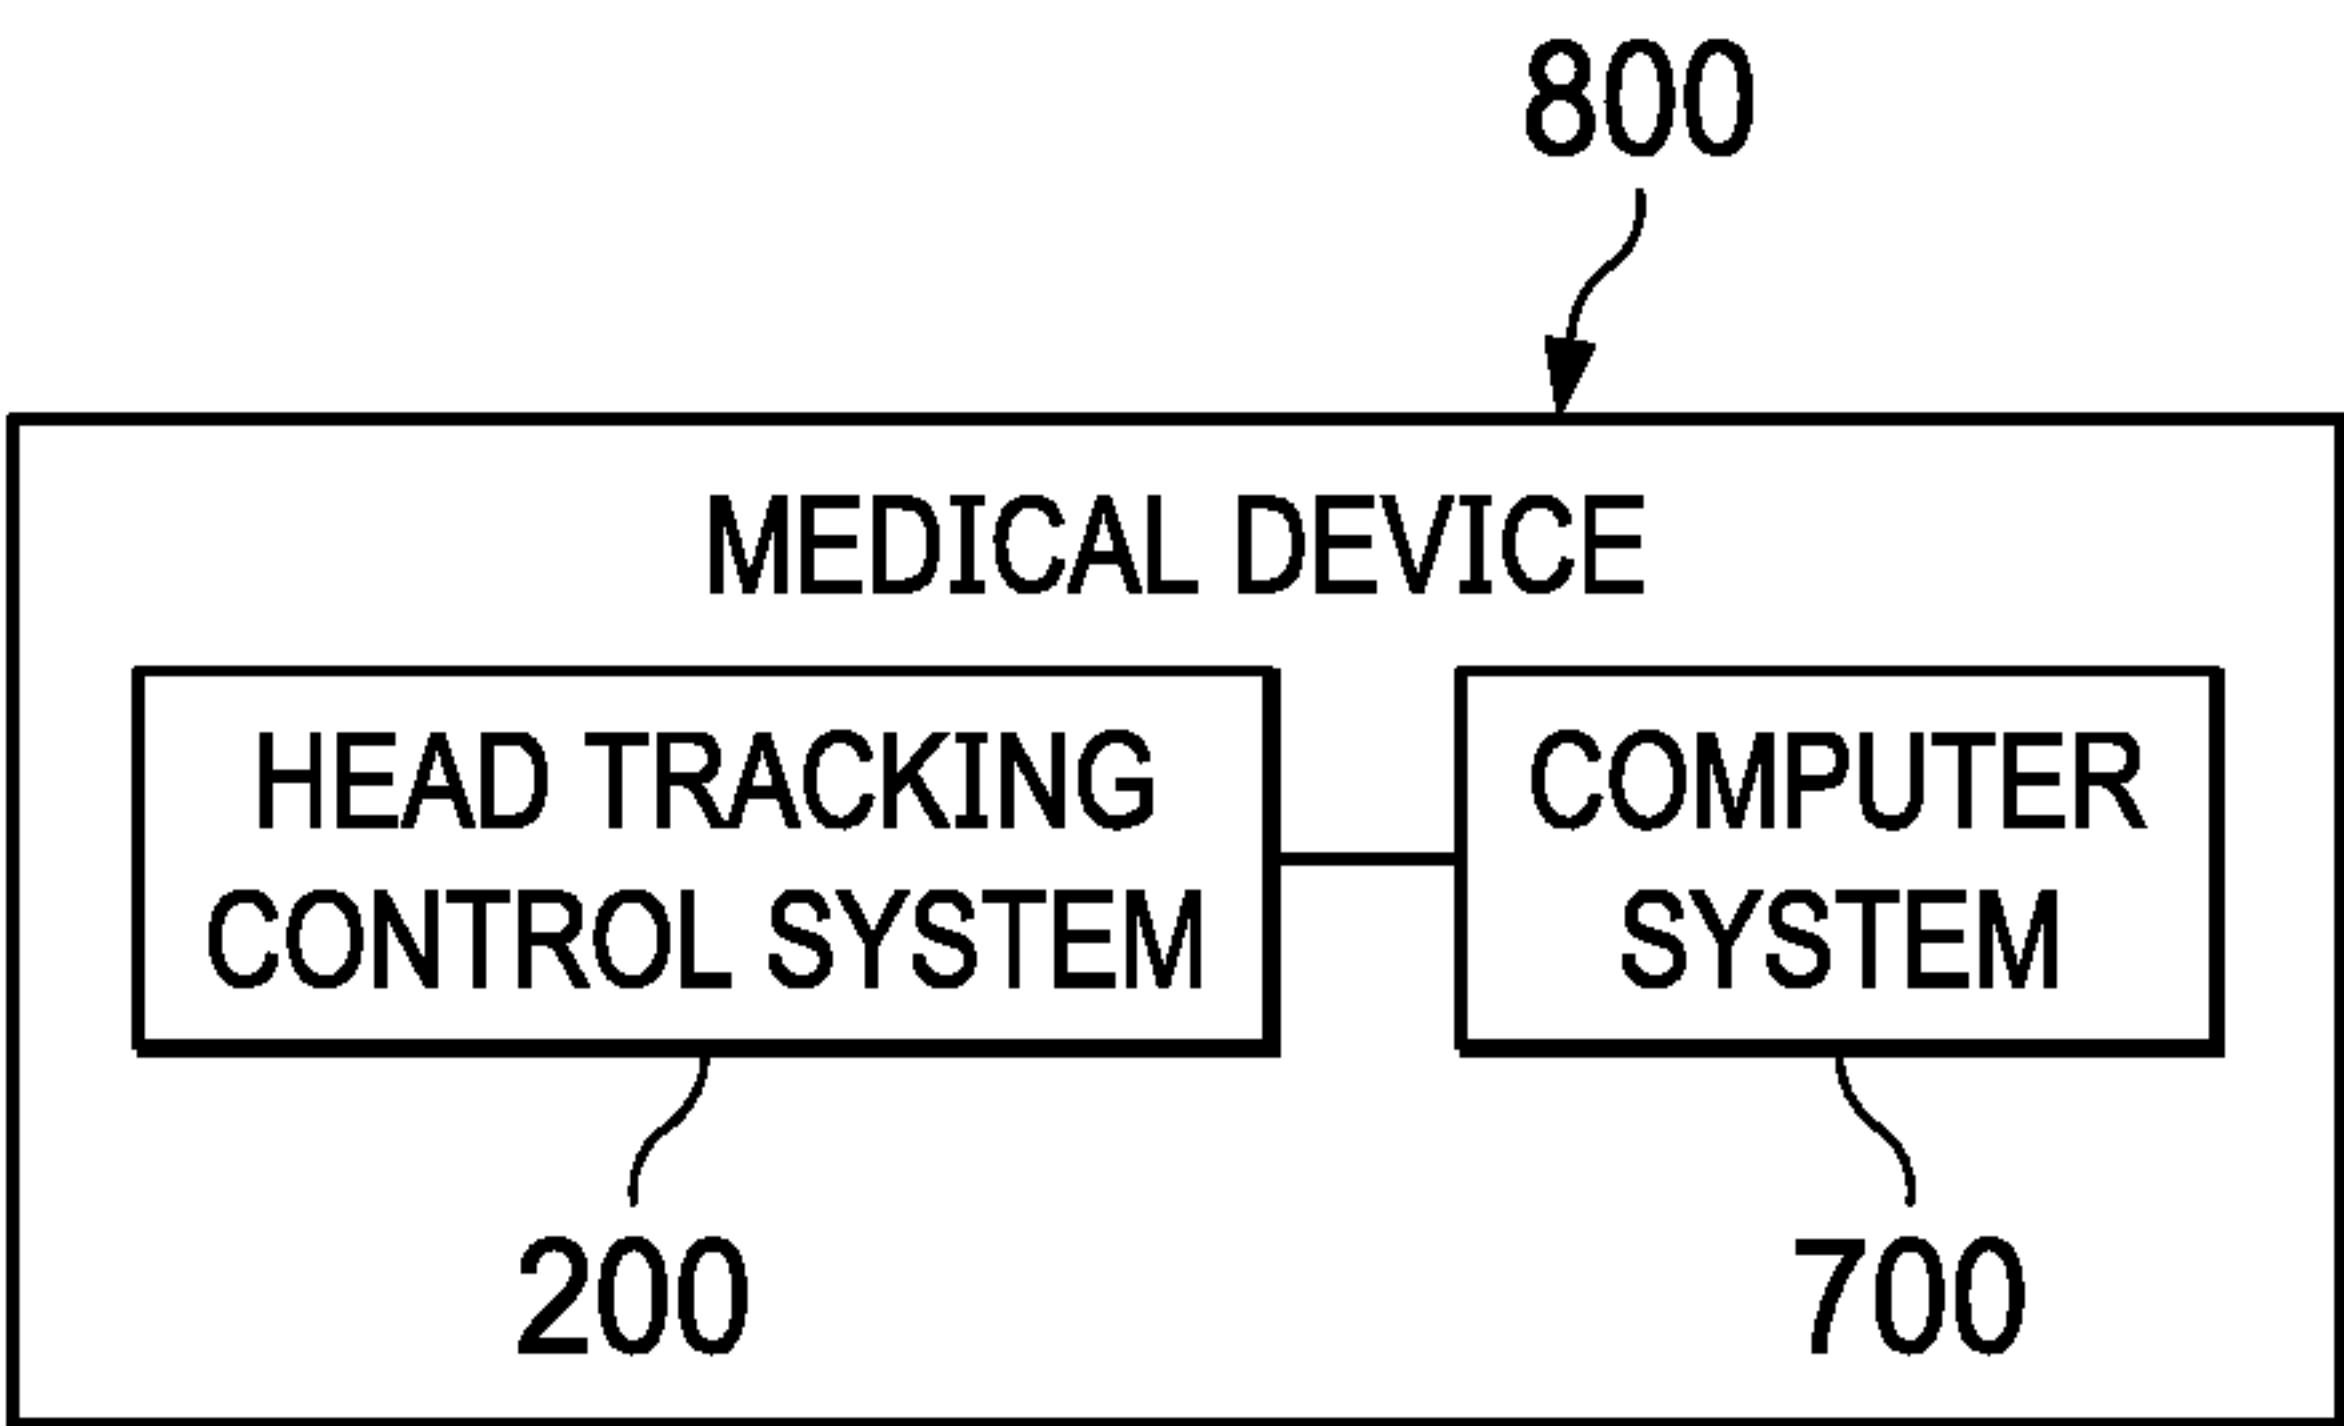 800
MEDICAL DEVICE
HEAD TRACKING
CONTROL SYSTEM
COMPUTER
SYSTEM
200
700